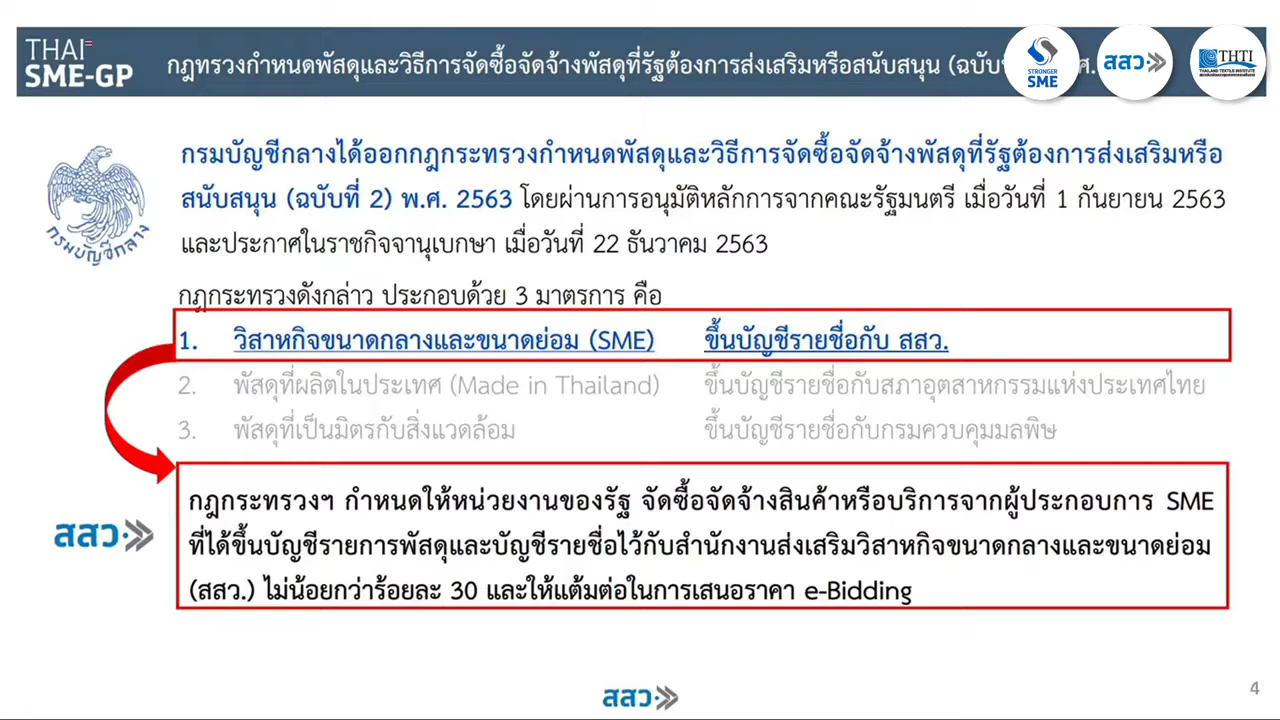 THAI
SME-GP
กฎทรวงกำหนดพัสดุและวิธีการจัดซื้อจัดจ้างพัสดุที่รัฐต้องการส่งเสริมหรือสนับสนุน
STRONGER
SME
สสว.
THTI
THAILAND TEXTILE INSTITUTE
กรมบัญชีกลาง
กรมบัญชีกลางได้ออกกฎกระทรวงกำหนดพัสดุและวิธีการจัดซื้อจัดจ้างพัสดุที่รัฐต้องการส่งเสริมหรือ
สนับสนุน (ฉบับที่ 2) พ.ศ. 2563 โดยผ่านการอนุมัติหลักการจากคณะรัฐมนตรี เมื่อวันที่ 1 กันยายน 2563
และประกาศในราชกิจจานุเบกษา เมื่อวันที่ 22 ธันวาคม 2563
กฎกระทรวงดังกล่าว ประกอบด้วย 3 มาตรการ คือ
1. วิสาหกิจขนาดกลางและขนาดย่อม (SME) ขึ้นบัญชีรายชื่อกับ สสว.
2. พัสดุที่ผลิตในประเทศ (Made in Thailand) ขึ้นบัญชีรายชื่อกับสภาอุตสาหกรรมแห่งประเทศไทย
3. พัสดุที่เป็นมิตรกับสิ่งแวดล้อม ขึ้นบัญชีรายชื่อกับกรมควบคุมมลพิษ
สสว.
กฎกระทรวงฯ กำหนดให้หน่วยงานของรัฐ จัดซื้อจัดจ้างสินค้าหรือบริการจากผู้ประกอบการ SME
ที่ได้ขึ้นบัญชีรายการพัสดุและบัญชีรายชื่อไว้กับสำนักงานส่งเสริมวิสาหกิจขนาดกลางและขนาดย่อม
(สสว.) ไม่น้อยกว่าร้อยละ 30 และให้แต้มต่อในการเสนอราคา e-Bidding
สสว.
4